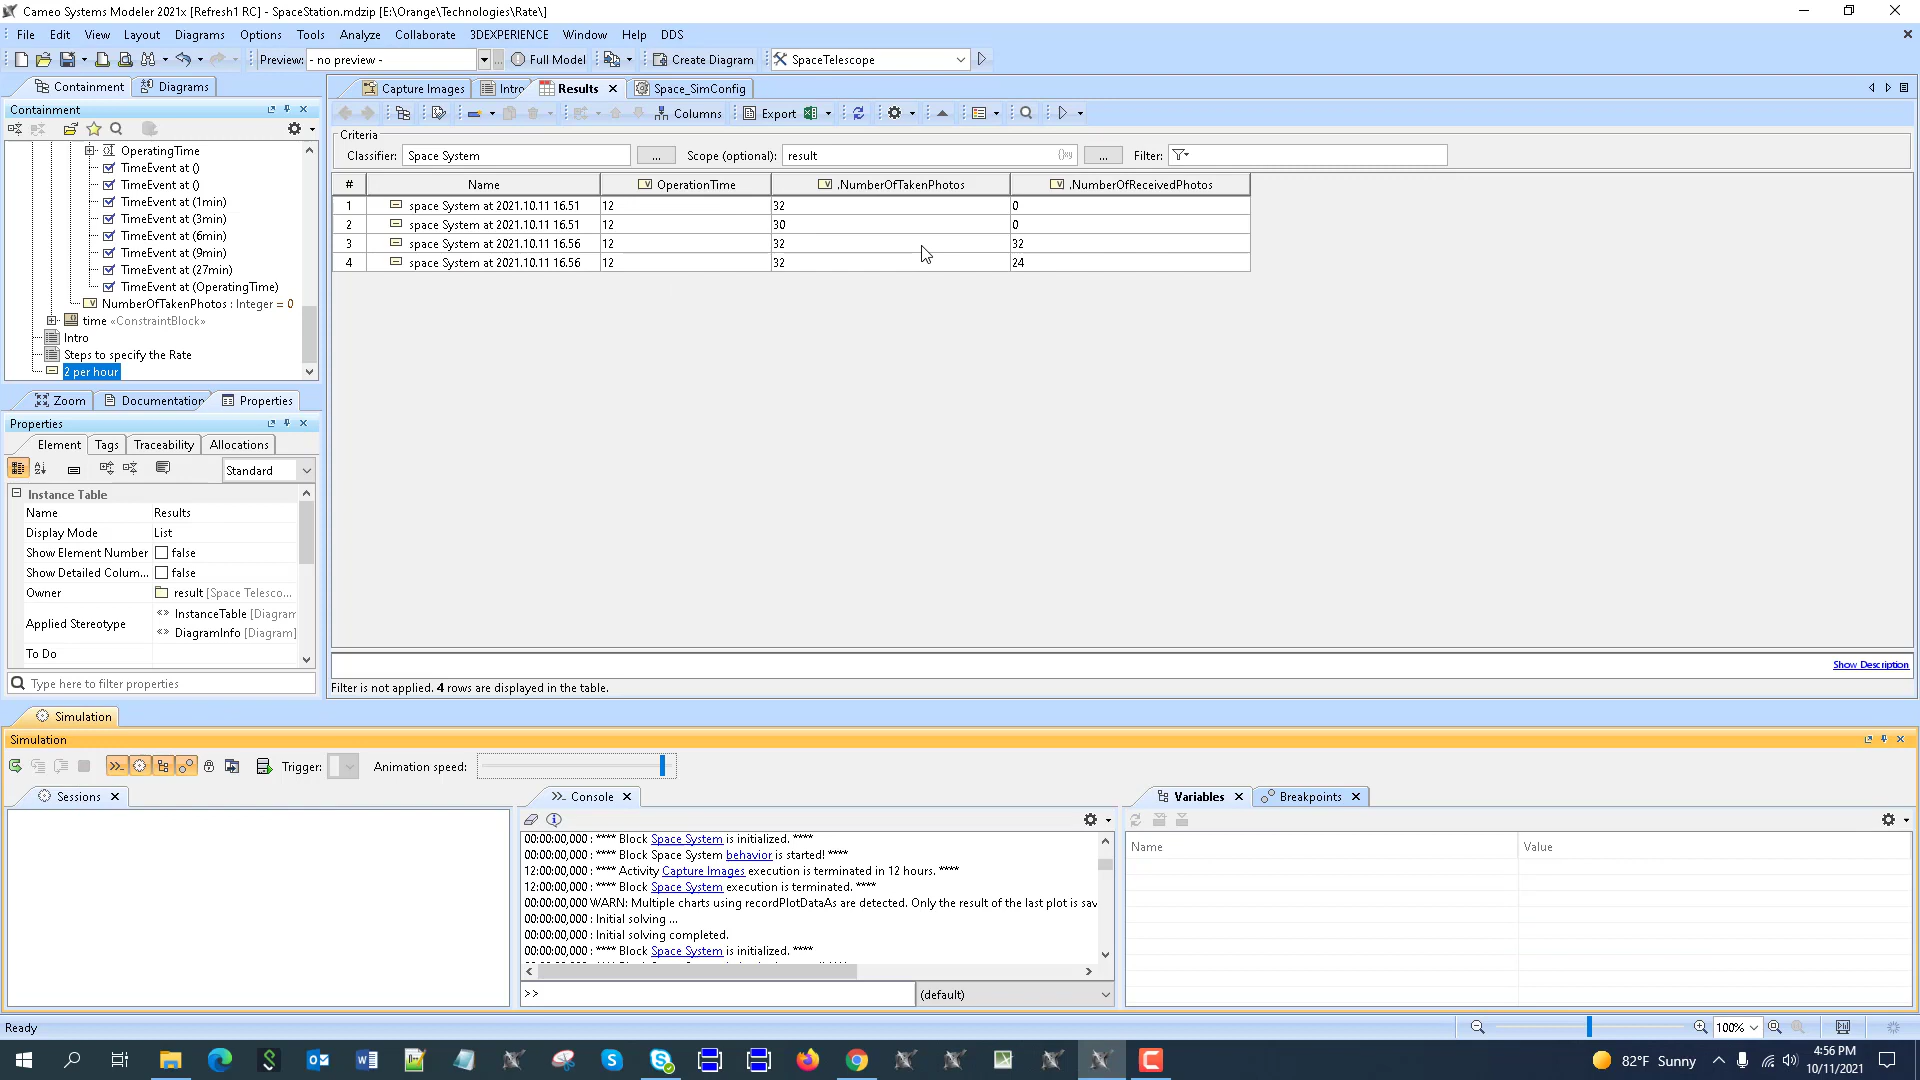 Cameo Systems Modeler 2021x [Refresh1 RC] - SpaceStation.mdzip [E:\Orange\Technologies\Rate\]
File Edit View Layout Diagrams Options Tools Analyze Collaborate 3DEXPERIENCE Window Help DDS
Preview: - no preview - ... Full Model Create Diagram SpaceTelescope
Containment Diagrams
Capture Images Intro Results Space_SimConfig
Containment
Columns Export
Criteria
Classifier: Space System ... Scope (optional): result ... Filter:
# Name OperationTime .NumberOfTakenPhotos .NumberOfReceivedPhotos
1 space System at 2021.10.11 16.51 12 32 0
2 space System at 2021.10.11 16.51 12 30 0
3 space System at 2021.10.11 16.56 12 32 32
4 space System at 2021.10.11 16.56 12 32 24
OperatingTime
TimeEvent at ()
TimeEvent at ()
TimeEvent at (1min)
TimeEvent at (3min)
TimeEvent at (6min)
TimeEvent at (9min)
TimeEvent at (27min)
TimeEvent at (OperatingTime)
NumberOfTakenPhotos : Integer = 0
time «ConstraintBlock»
Intro
Steps to specify the Rate
2 per hour
Zoom Documentation Properties
Properties
Element Tags Traceability Allocations
Standard
Instance Table
Name Results
Display Mode List
Show Element Number false
Show Detailed Colum... false
Owner result [Space Telesco...
Applied Stereotype «» InstanceTable [Diagram
«» DiagramInfo [Diagram]
To Do
Type here to filter properties
Show Description
Filter is not applied. 4 rows are displayed in the table.
Simulation
Simulation
Trigger: Animation speed:
Sessions
Console
Variables Breakpoints
Name Value
00:00:00,000 : **** Block Space System is initialized. ****
00:00:00,000 : **** Block Space System behavior is started! ****
12:00:00,000 : **** Activity Capture Images execution is terminated in 12 hours. ****
12:00:00,000 : **** Block Space System execution is terminated. ****
00:00:00,000 WARN: Multiple charts using recordPlotDataAs are detected. Only the result of the last plot is sav
00:00:00,000 : Initial solving ...
00:00:00,000 : Initial solving completed.
00:00:00,000 : **** Block Space System is initialized. ****
>> (default)
Ready
100%
82°F Sunny
4:56 PM
10/11/2021